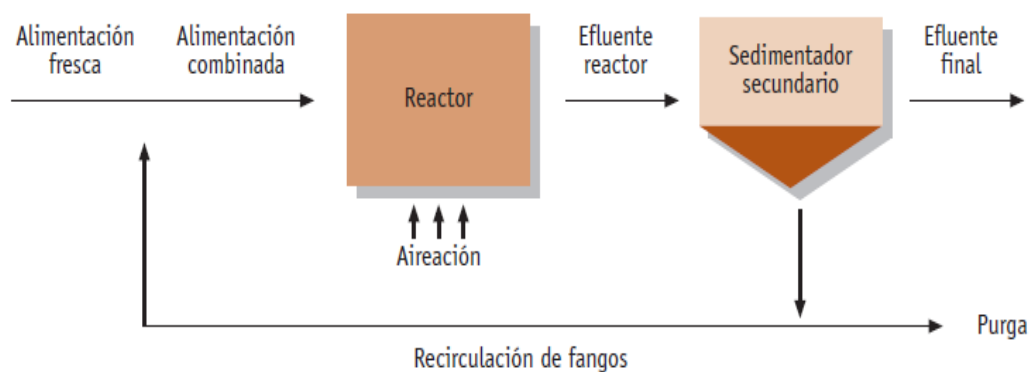 Alimentación
fresca
Alimentación
combinada
Reactor
Efluente
reactor
Sedimentador
secundario
Efluente
final
Aireación
Purga
Recirculación de fangos